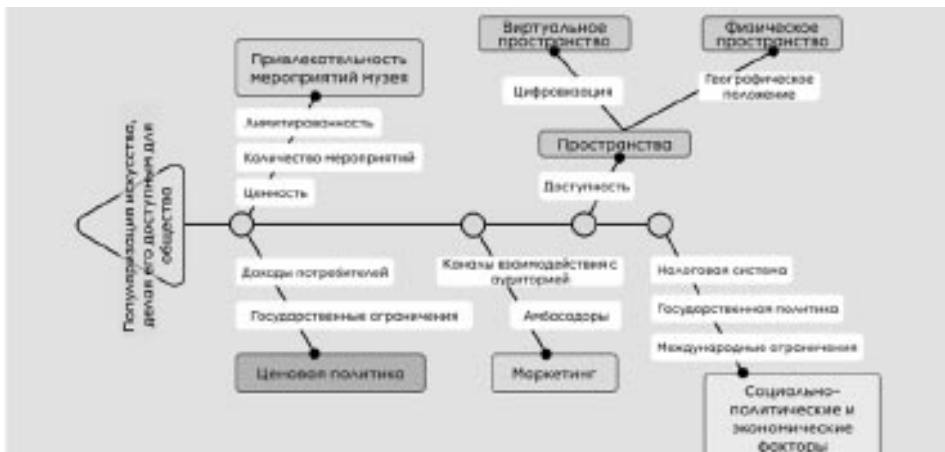 Виртуальное
пространство
Физическое
пространство
Привлекательность
мероприятий музея
Цифровизация
Географическое
положение
Лимитированность
Количество мероприятий
Ценность
Пространства
Доступность
Популяризация искусства,
делая его доступным для
общества
Доходы потребителей
Государственные ограничения
Ценовая политика
Каналы взаимодействия с
аудиторией
Амбасадоры
Маркетинг
Налоговая система
Государственная политика
Международные ограничения
Социально-
политические и
экономические
факторы